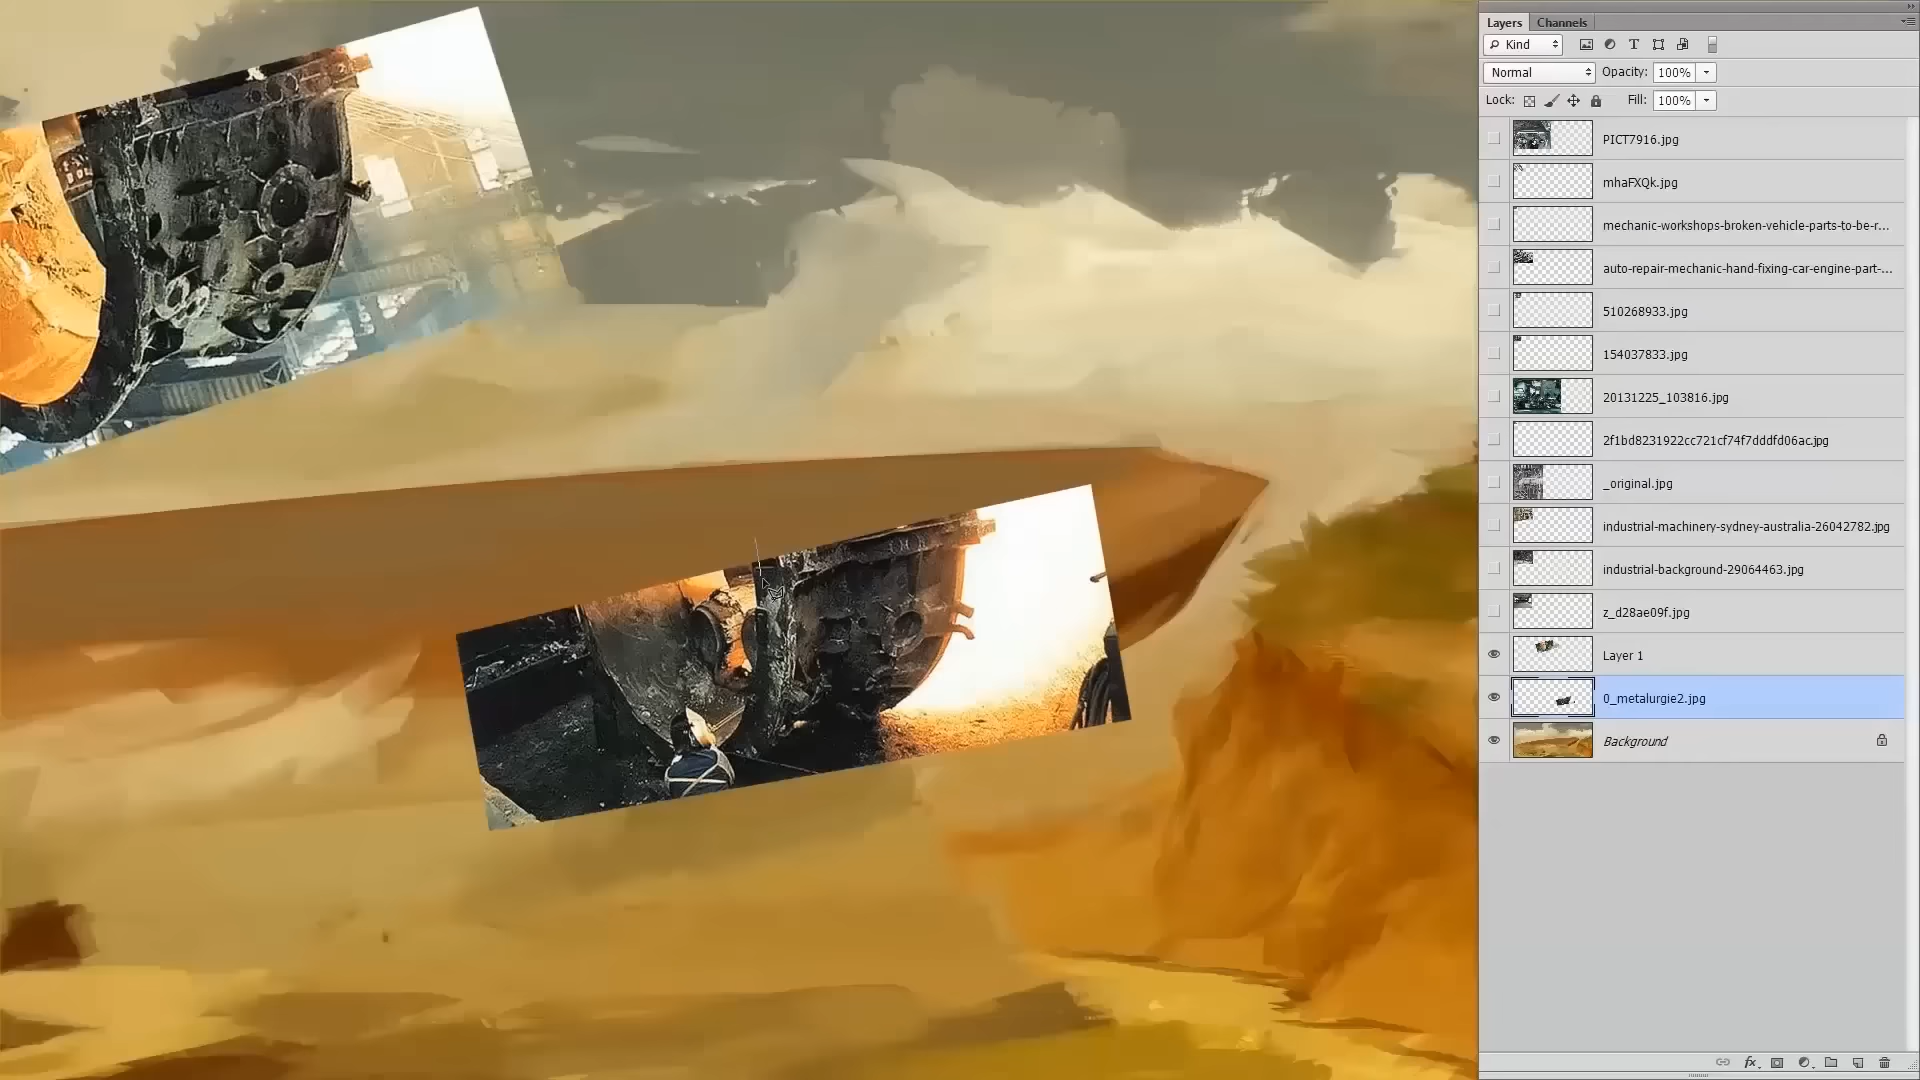 Layers Channels
Kind
Normal Opacity: 100%
Lock: Fill: 100%
PICT7916.jpg
mhaFXQk.jpg
mechanic-workshops-broken-vehicle-parts-to-be-r...
auto-repair-mechanic-hand-fixing-car-engine-part-...
510268933.jpg
154037833.jpg
20131225_103816.jpg
2f1bd8231922cc721cf74f7dddfd06ac.jpg
_original.jpg
industrial-machinery-sydney-australia-26042782.jpg
industrial-background-29064463.jpg
z_d28ae09f.jpg
Layer 1
0_metalurgie2.jpg
Background
fx